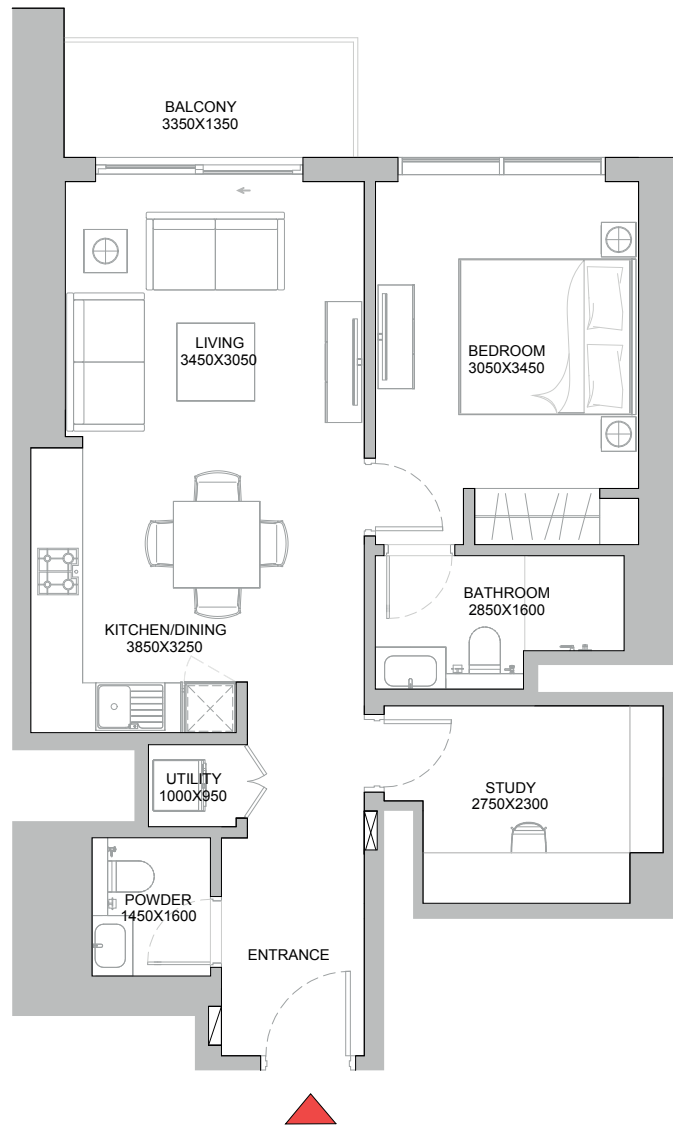 BALCONY
3350X1350
LIVING
3450X3050
BEDROOM
3050X3450
BATHROOM
2850X1600
KITCHEN/DINING
3850X3250
UTILITY
1000X950
STUDY
2750X2300
POWDER
1450X1600
ENTRANCE